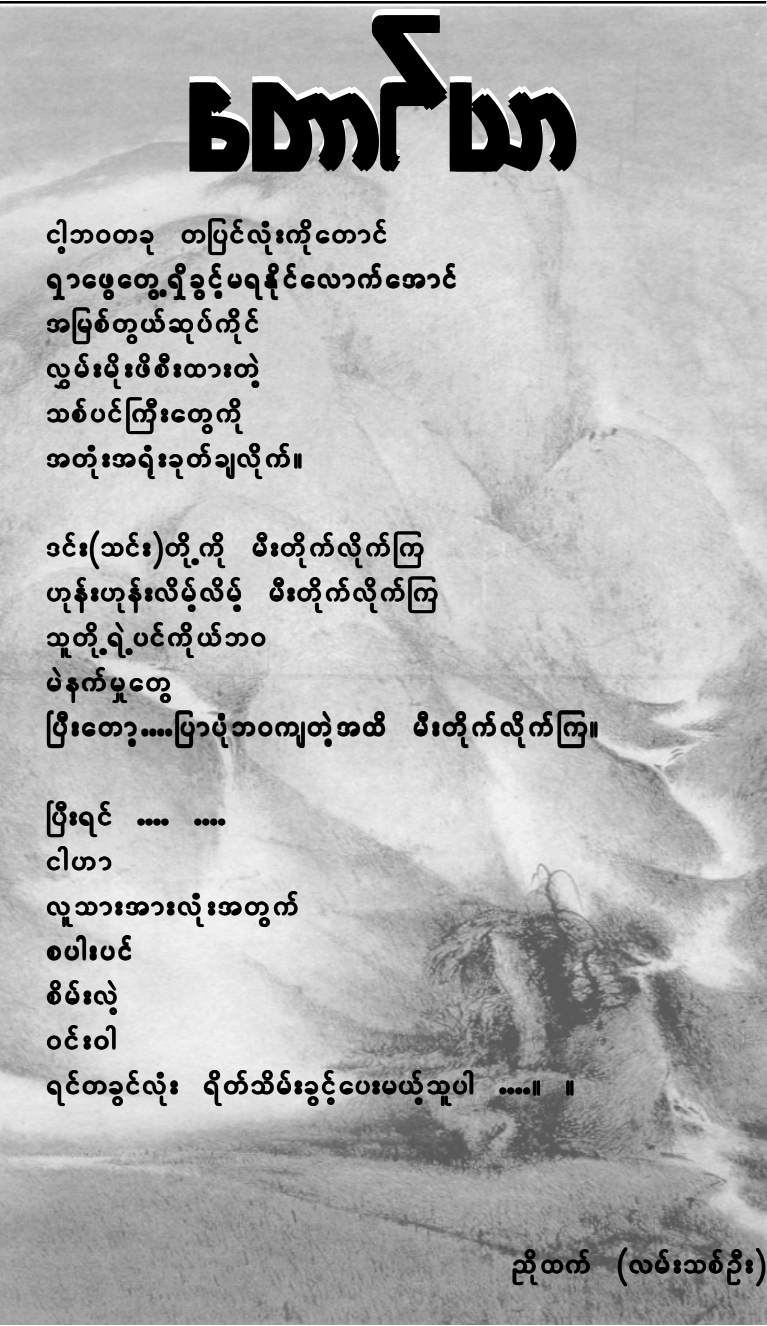 တောင်ယာ
ငါ့ဘဝတခု တပြင်လုံးကိုတောင်
ရှာဖွေတွေ့ရှိခွင့်မရနိုင်လောက်အောင်
အမြစ်တွယ်ဆုပ်ကိုင်
လွှမ်းမိုးဖိစီးထားတဲ့
သစ်ပင်ကြီးတွေကို
အတုံးအရုံးခုတ်ချလိုက်။
ဒင်း(သင်း)တို့ကို မီးတိုက်လိုက်ကြ
ဟုန်းဟုန်းလိမ့်လိမ့် မီးတိုက်လိုက်ကြ
သူတို့ရဲ့ပင်ကိုယ်ဘဝ
မဲနက်မှုတွေ
ပြီးတော့....ပြာပုံဘဝကျတဲ့အထိ မီးတိုက်လိုက်ကြ။
ပြီးရင် .... ....
ငါဟာ
လူသားအားလုံးအတွက်
စပါးပင်
စိမ်းလဲ့
ဝင်းဝါ
ရင်တခွင်လုံး ရိတ်သိမ်းခွင့်ပေးမယ့်သူပါ ....။ ။
ညိုထက် (လမ်းသစ်ဦး)